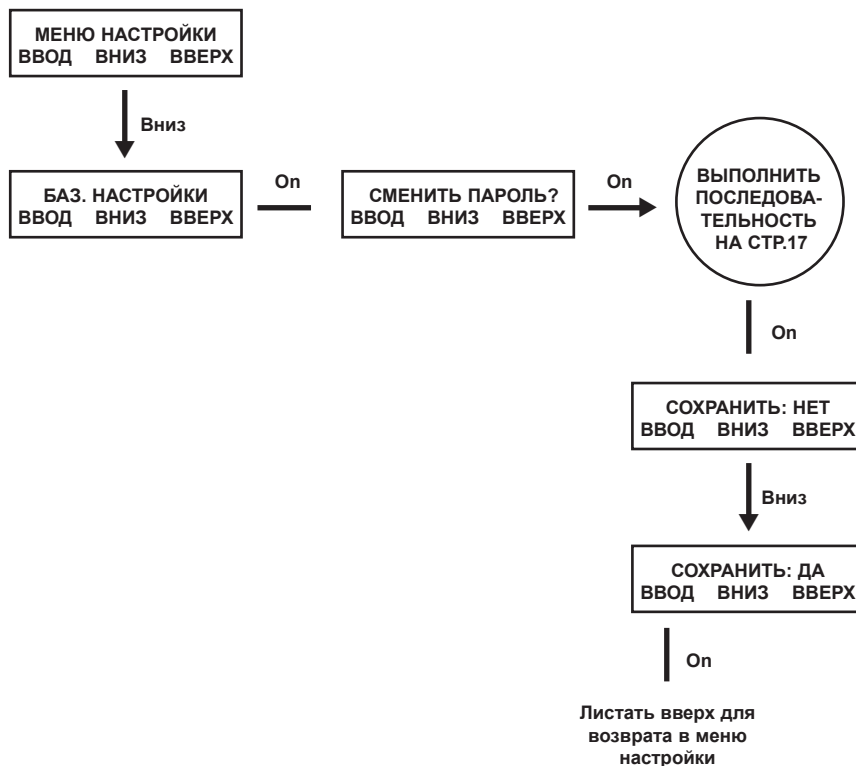 МЕНЮ НАСТРОЙКИ
ВВОД ВНИЗ ВВЕРХ
Вниз
БАЗ. НАСТРОЙКИ
ВВОД ВНИЗ ВВЕРХ
On
СМЕНИТЬ ПАРОЛЬ?
ВВОД ВНИЗ ВВЕРХ
On
ВЫПОЛНИТЬ
ПОСЛЕДОВА-
ТЕЛЬНОСТЬ
НА СТР.17
On
СОХРАНИТЬ: НЕТ
ВВОД ВНИЗ ВВЕРХ
Вниз
СОХРАНИТЬ: ДА
ВВОД ВНИЗ ВВЕРХ
On
Листать вверх для
возврата в меню
настройки